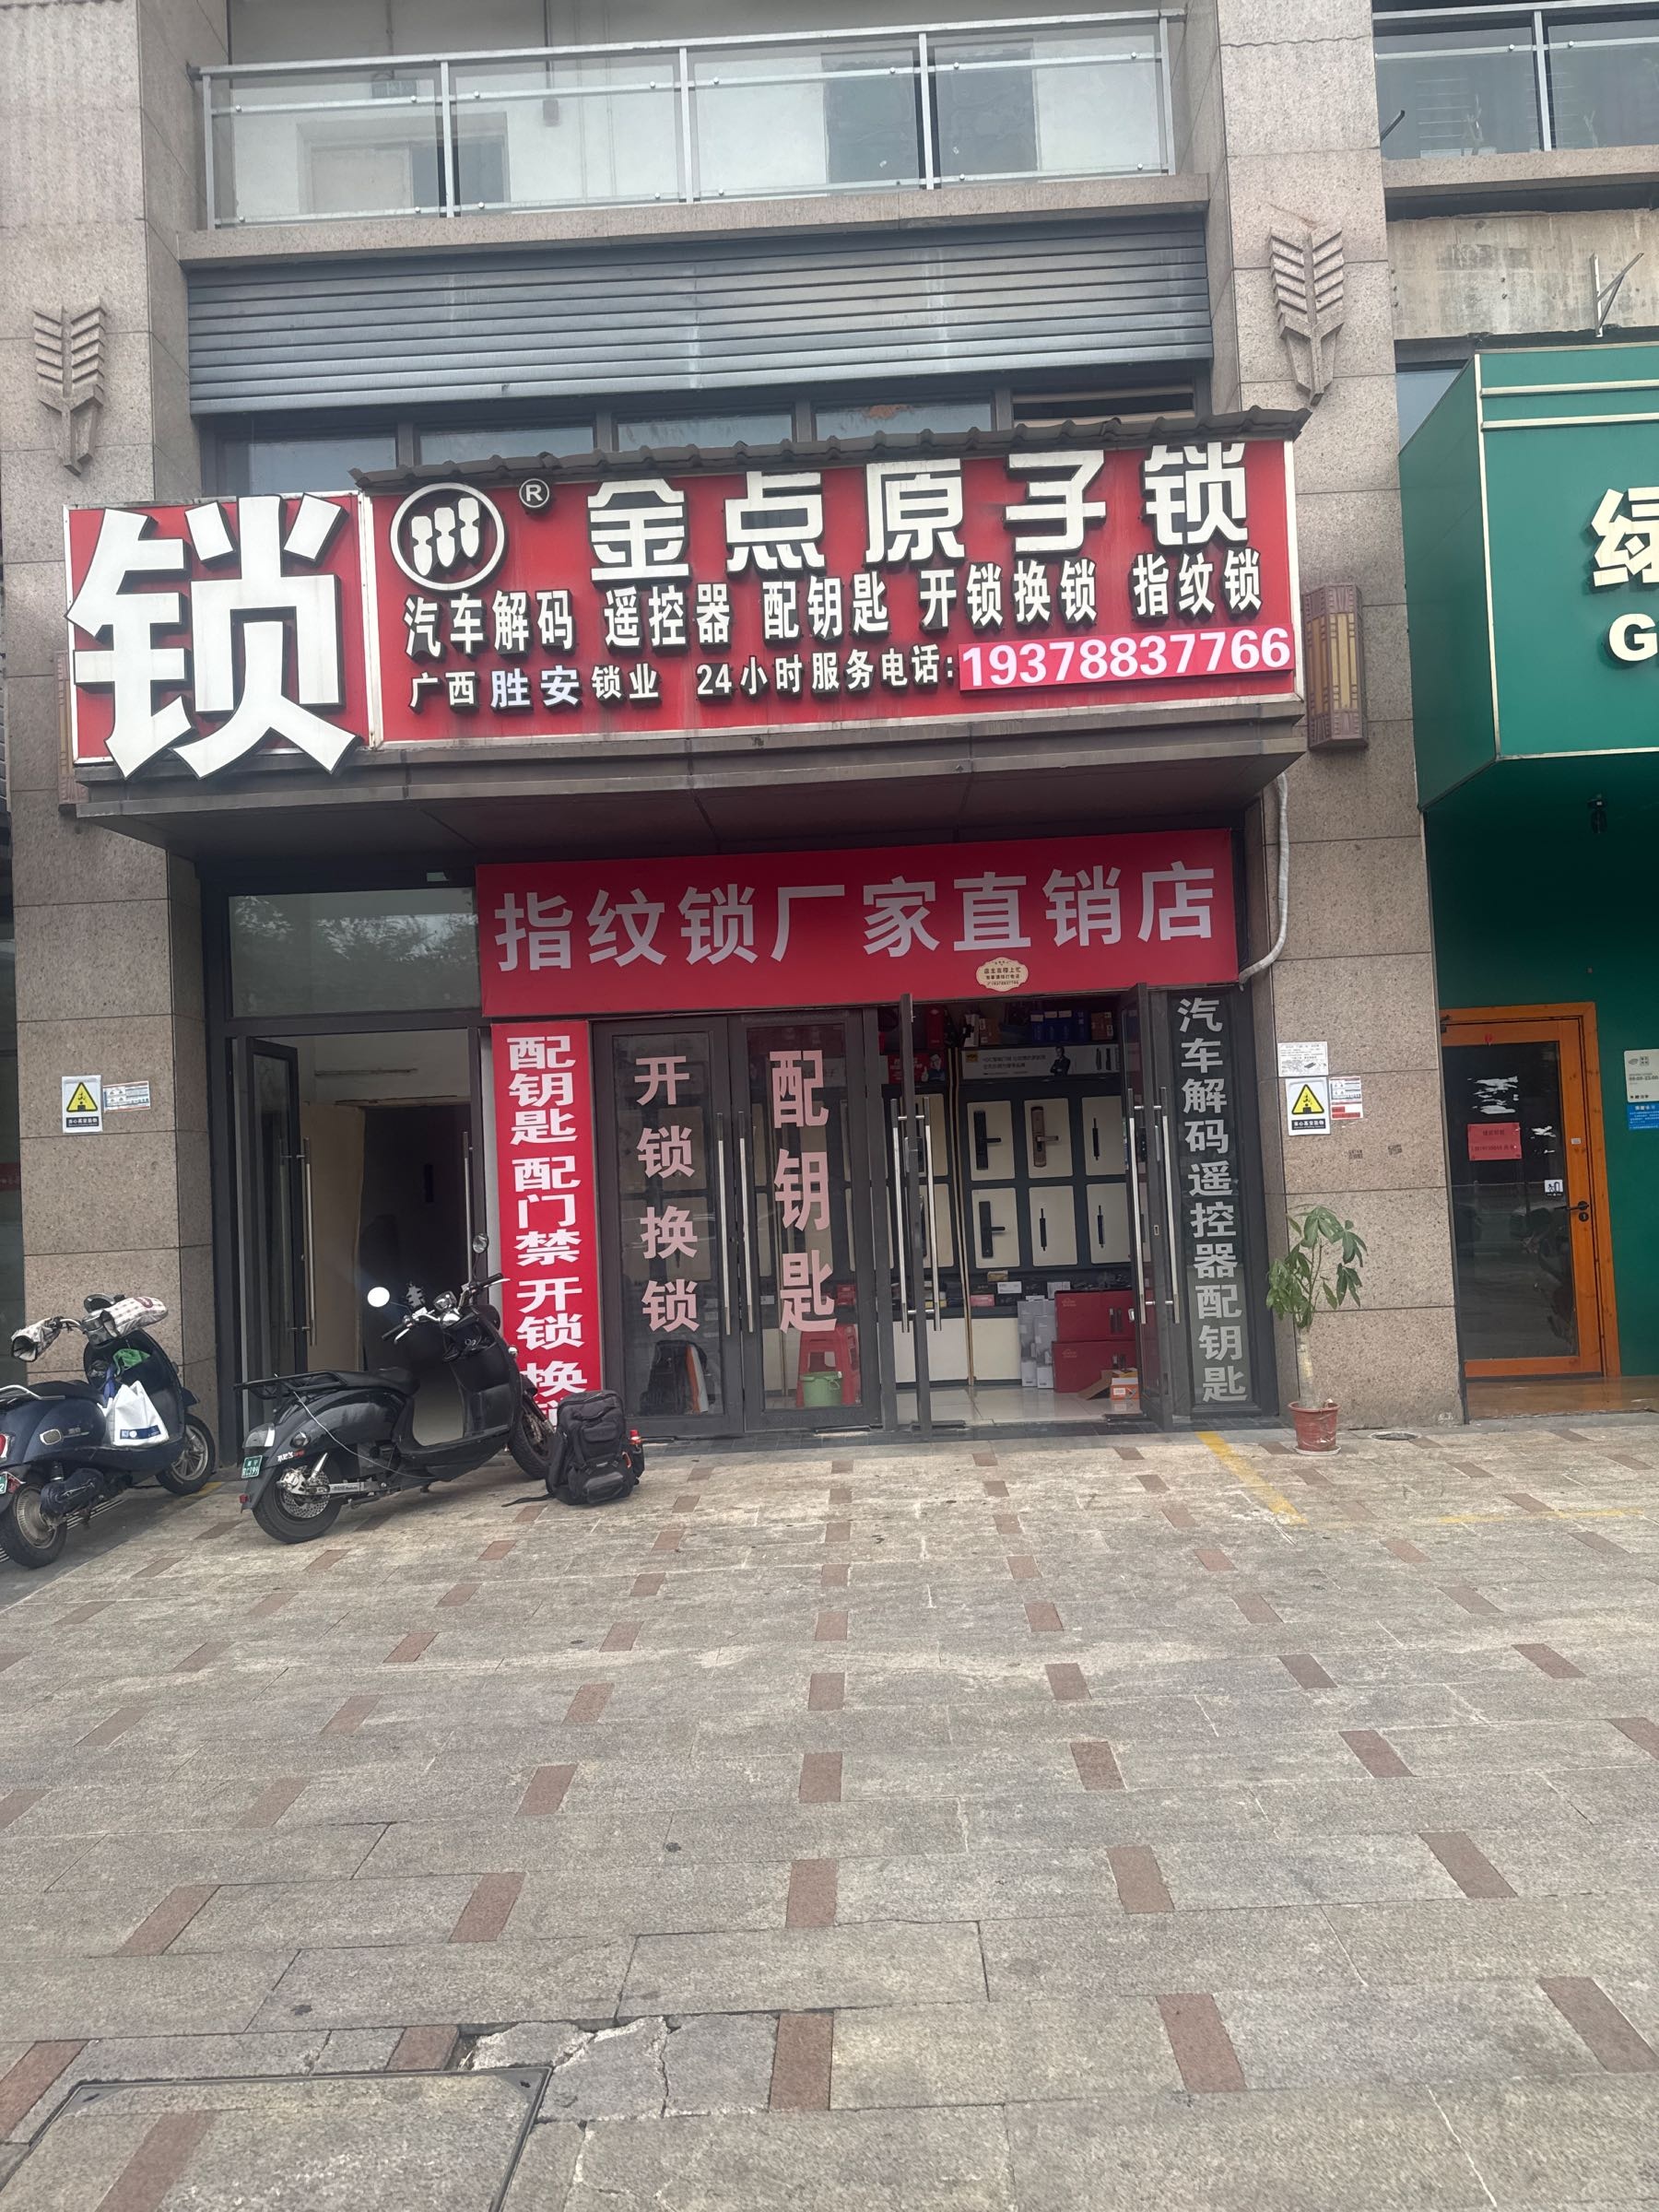 锁
® 金点原子锁
汽车解码 遥控器 配钥匙 开锁换锁 指纹锁
广西胜安锁业 24小时服务电话:19378837766
指纹锁厂家直销店
配钥匙 配门禁 开锁换
开锁换锁
配钥匙
汽车解码遥控器配钥匙
绿
G